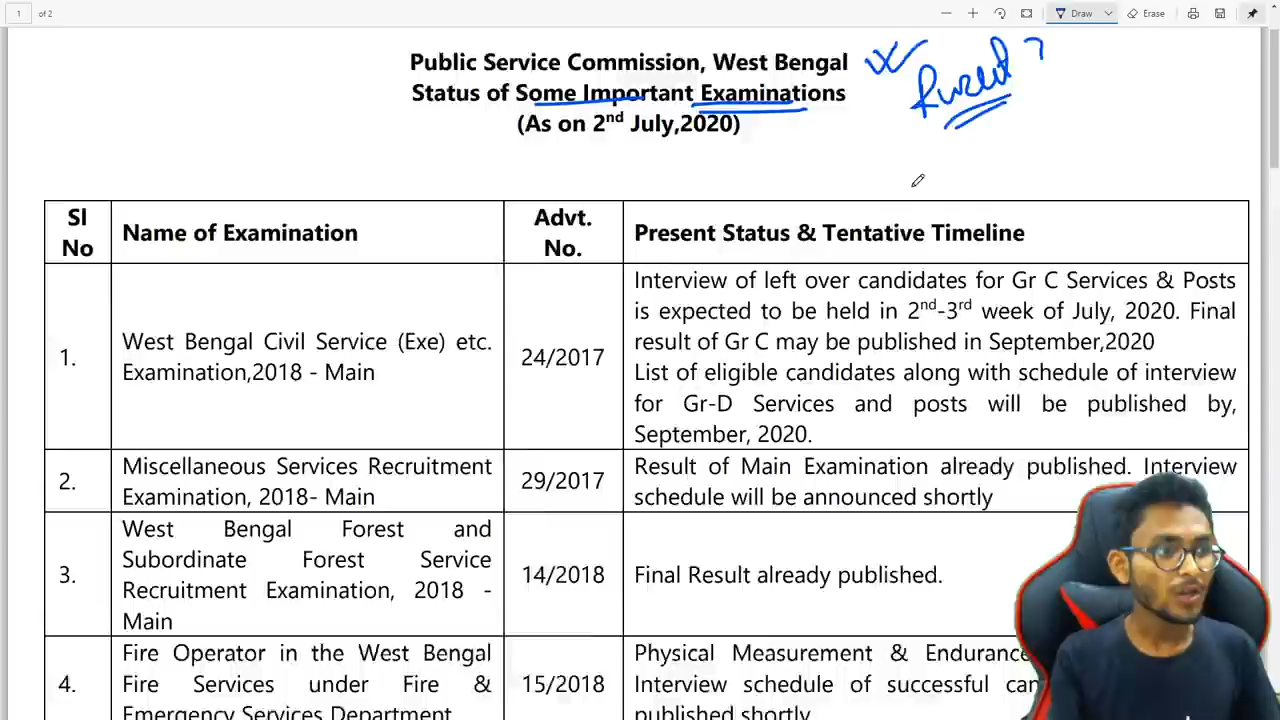 1 of 2 Draw Erase
Public Service Commission, West Bengal
Status of Some Important Examinations
(As on 2nd July,2020)
Sl No Name of Examination Advt. No. Present Status & Tentative Timeline
1.
West Bengal Civil Service (Exe) etc.
Examination,2018 - Main
24/2017
Interview of left over candidates for Gr C Services & Posts
is expected to be held in 2nd-3rd week of July, 2020. Final
result of Gr C may be published in September,2020
List of eligible candidates along with schedule of interview
for Gr-D Services and posts will be published by,
September, 2020.
2.
Miscellaneous Services Recruitment
Examination, 2018- Main
29/2017
Result of Main Examination already published. Interview
schedule will be announced shortly
3.
West Bengal Forest and
Subordinate Forest Service
Recruitment Examination, 2018 -
Main
14/2018
Final Result already published.
4.
Fire Operator in the West Bengal
Fire Services under Fire &
Emergency Services Department
15/2018
Physical Measurement & Endurance
Interview schedule of successful
published shortly